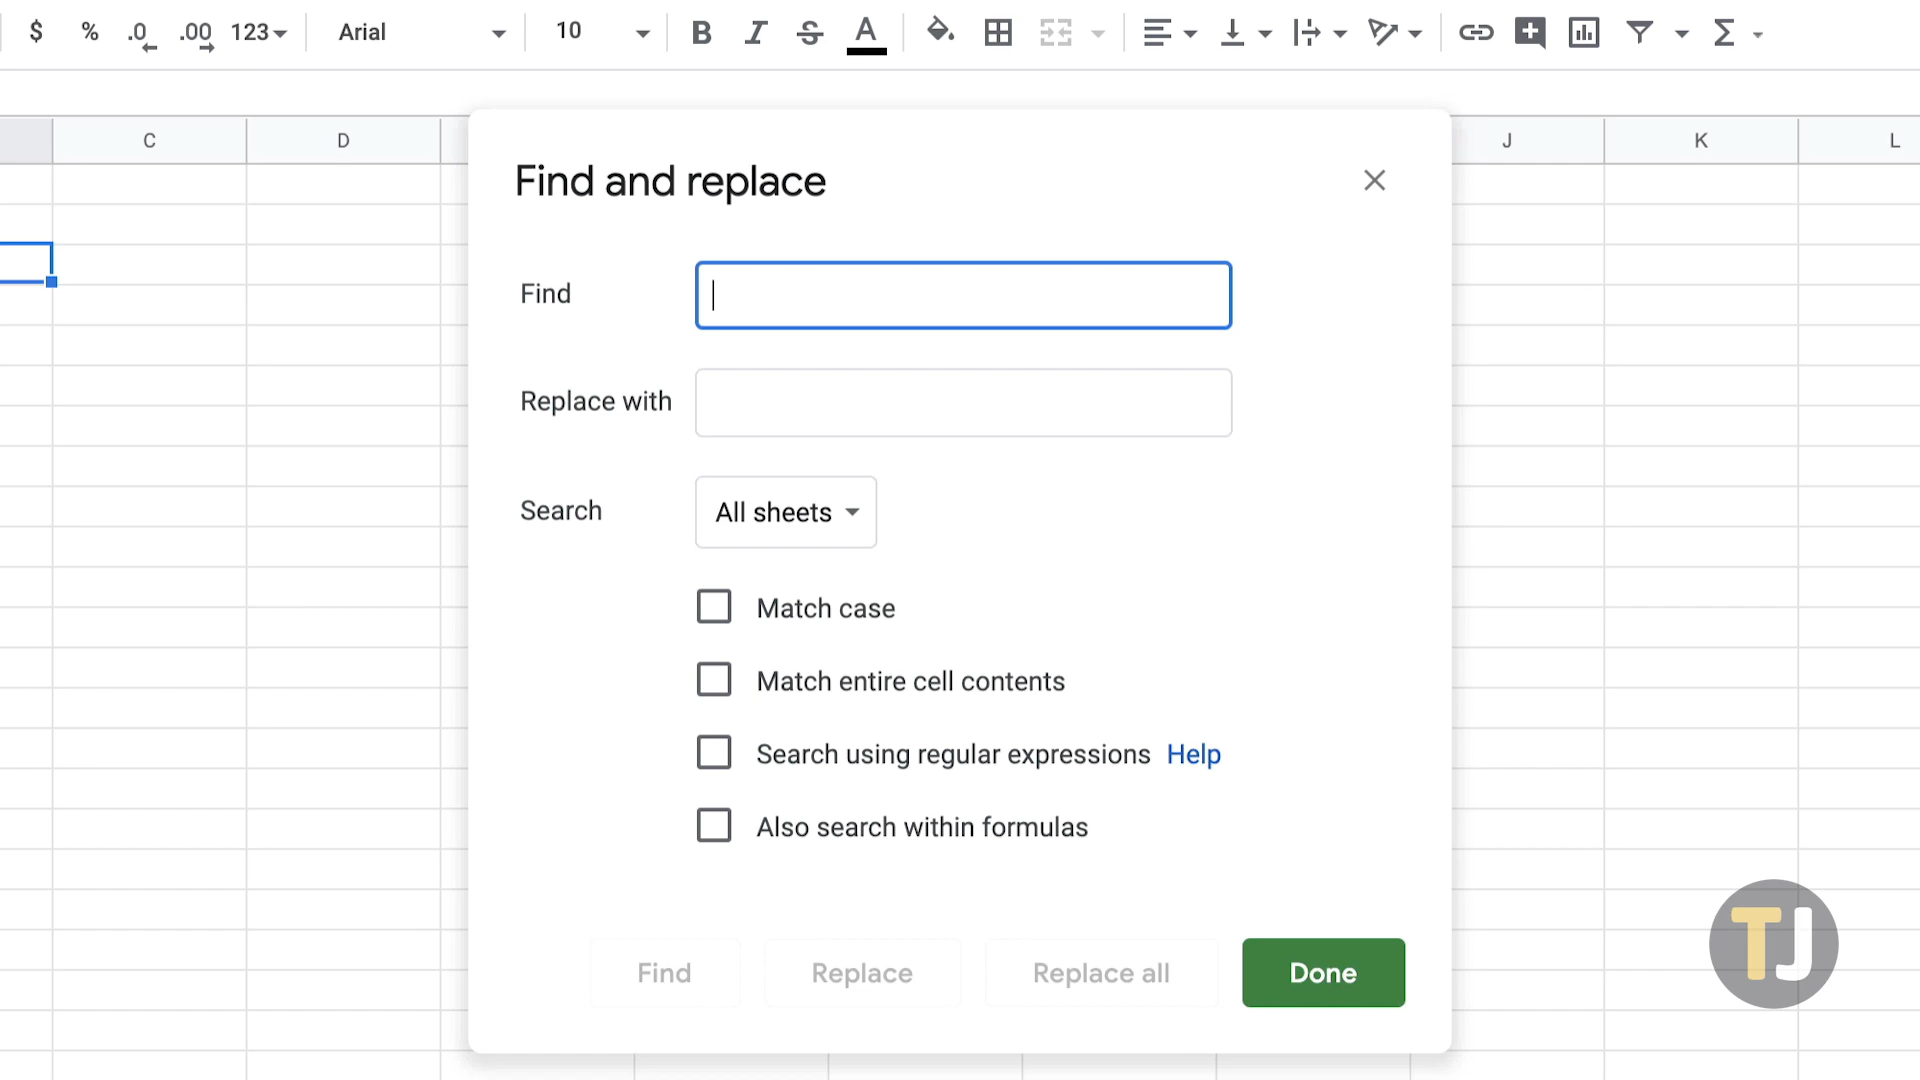 $ % .0 .00 123 Arial 10 B I S A
C D J K L
Find and replace
Find
Replace with
Search All sheets
Match case
Match entire cell contents
Search using regular expressions Help
Also search within formulas
Find Replace Replace all Done
TJ